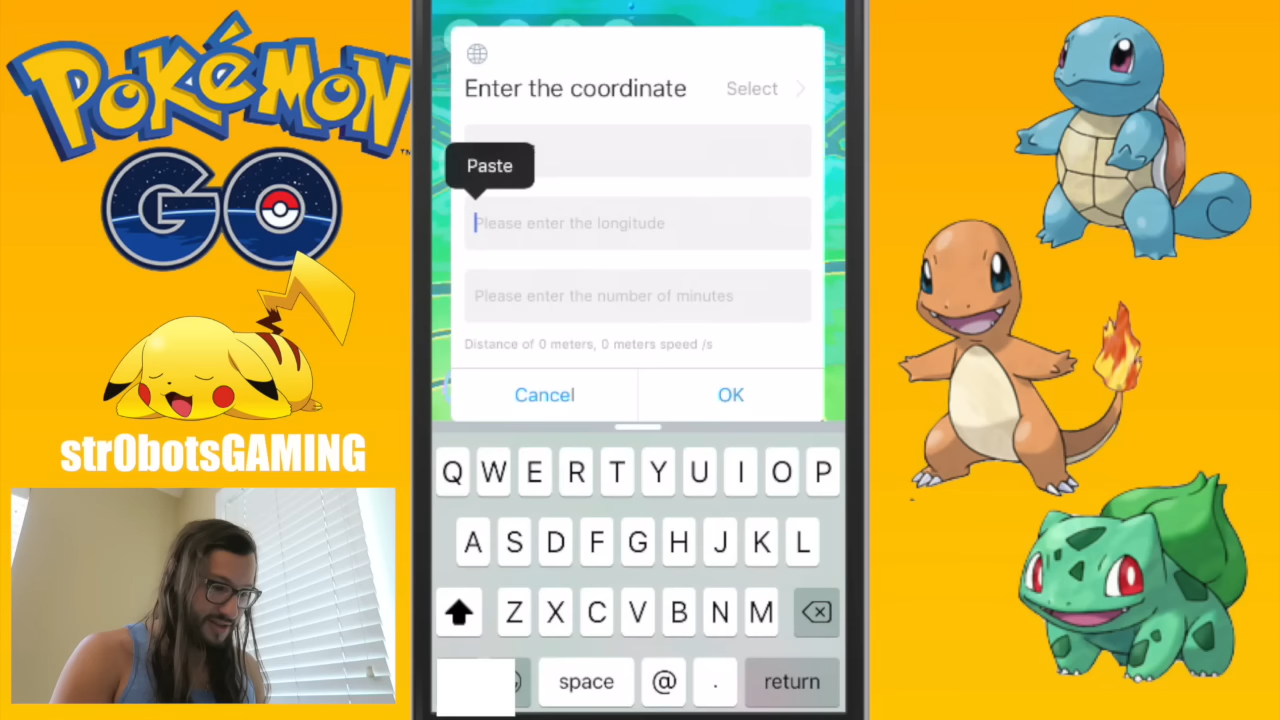 POKÉMON
™
GO
str0botsGAMING
Enter the coordinate
Select
Paste
Please enter the longitude
Please enter the number of minutes
Distance of 0 meters, 0 meters speed /s
Cancel
OK
Q W E R T Y U I O P
A S D F G H J K L
Z X C V B N M
space @ . return